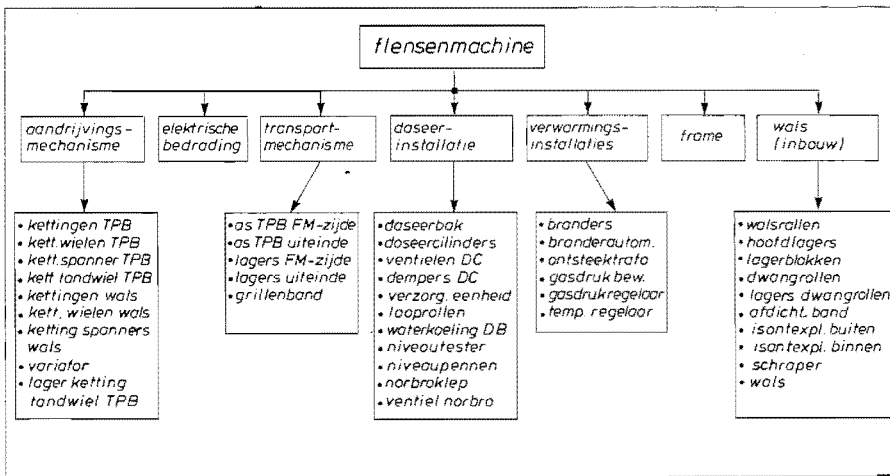 flensenmachine
aandrijvings-
mechanisme
elektrische
bedrading
transport-
mechanisme
daseer-
installatie
verwarmings-
installaties
frame
wals
(inbouw)
• kettingen TPB
• kett.wielen TPB
• kett.spanner TPB
• kett tandwiel TPB
• kettingen wals
• kett. wielen wals
• ketting spanners
wals
• variator
• lager ketting
tandwiel TPB
• as TPB FM-zijde
• as TPB uiteinde
• lagers FM-zijde
• lagers uiteinde
• grillenband
• daseerbak
• doseercilinders
• ventielen DC
• dempers DC
• verzorg. eenheid
• looprollen
• waterkoeling DB
• niveautester
• niveaupennen
• norbroklep
• ventiel norbro
• branders
• branderautom.
• ontsteektrafo
• gasdruk bew.
• gasdrukregelaar
• temp. regelaar
• walsrollen
• hoofdlagers
• lagerblokken
• dwangrollen
• lagers dwangrollen
• afdicht. band
• isontexpl. buiten
• isontexpl. binnen
• schraper
• wals